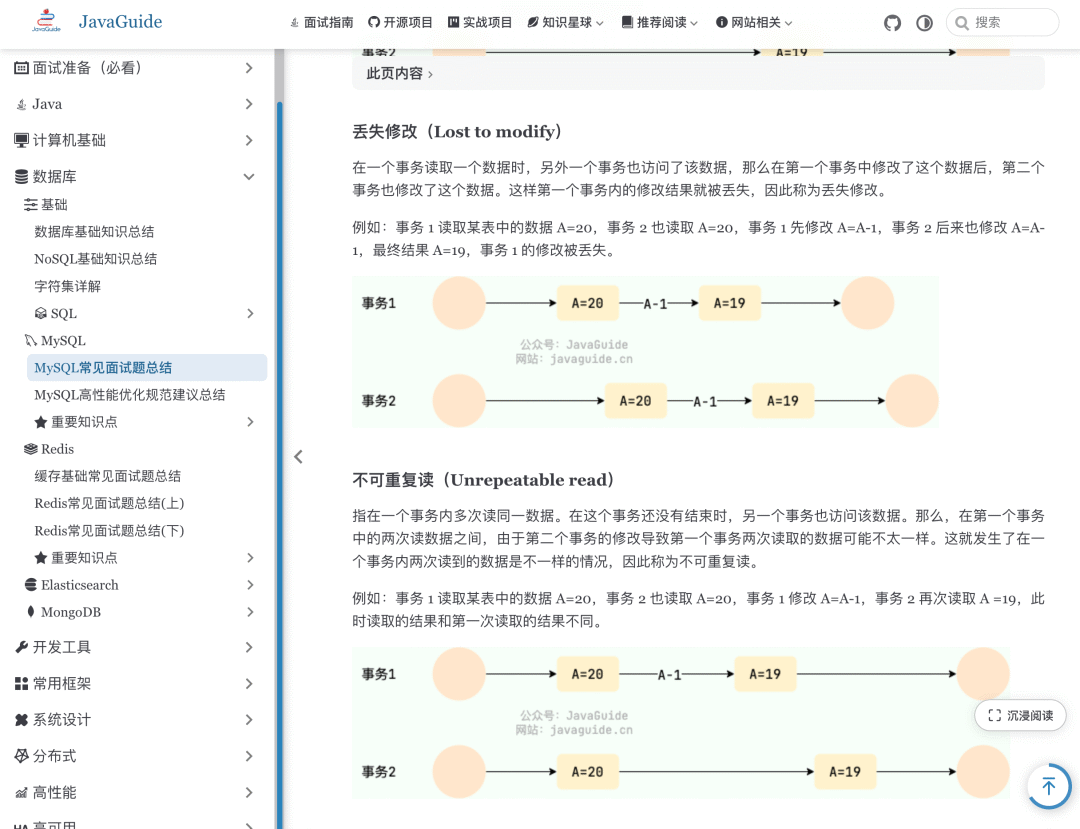 JavaGuide
JavaGuide
面试指南
开源项目
实战项目
知识星球
推荐阅读
网站相关
搜索
面试准备（必看）
Java
计算机基础
数据库
基础
数据库基础知识总结
NoSQL基础知识总结
字符集详解
SQL
MySQL
MySQL常见面试题总结
MySQL高性能优化规范建议总结
重要知识点
Redis
缓存基础常见面试题总结
Redis常见面试题总结(上)
Redis常见面试题总结(下)
重要知识点
Elasticsearch
MongoDB
开发工具
常用框架
系统设计
分布式
高性能
HA 高可用
事务2
A=19
此页内容
丢失修改（Lost to modify）
在一个事务读取一个数据时，另外一个事务也访问了该数据，那么在第一个事务中修改了这个数据后，第二个
事务也修改了这个数据。这样第一个事务内的修改结果就被丢失，因此称为丢失修改。
例如：事务 1 读取某表中的数据 A=20，事务 2 也读取 A=20，事务 1 先修改 A=A-1，事务 2 后来也修改 A=A-
1，最终结果 A=19，事务 1 的修改被丢失。
事务1
A=20
A-1
A=19
公众号：JavaGuide
网站：javaguide.cn
事务2
A=20
A-1
A=19
不可重复读（Unrepeatable read）
指在一个事务内多次读同一数据。在这个事务还没有结束时，另一个事务也访问该数据。那么，在第一个事务
中的两次读数据之间，由于第二个事务的修改导致第一个事务两次读取的数据可能不太一样。这就发生了在一
个事务内两次读到的数据是不一样的情况，因此称为不可重复读。
例如：事务 1 读取某表中的数据 A=20，事务 2 也读取 A=20，事务 1 修改 A=A-1，事务 2 再次读取 A =19，此
时读取的结果和第一次读取的结果不同。
事务1
A=20
A-1
A=19
公众号：JavaGuide
网站：javaguide.cn
事务2
A=20
A=19
沉浸阅读